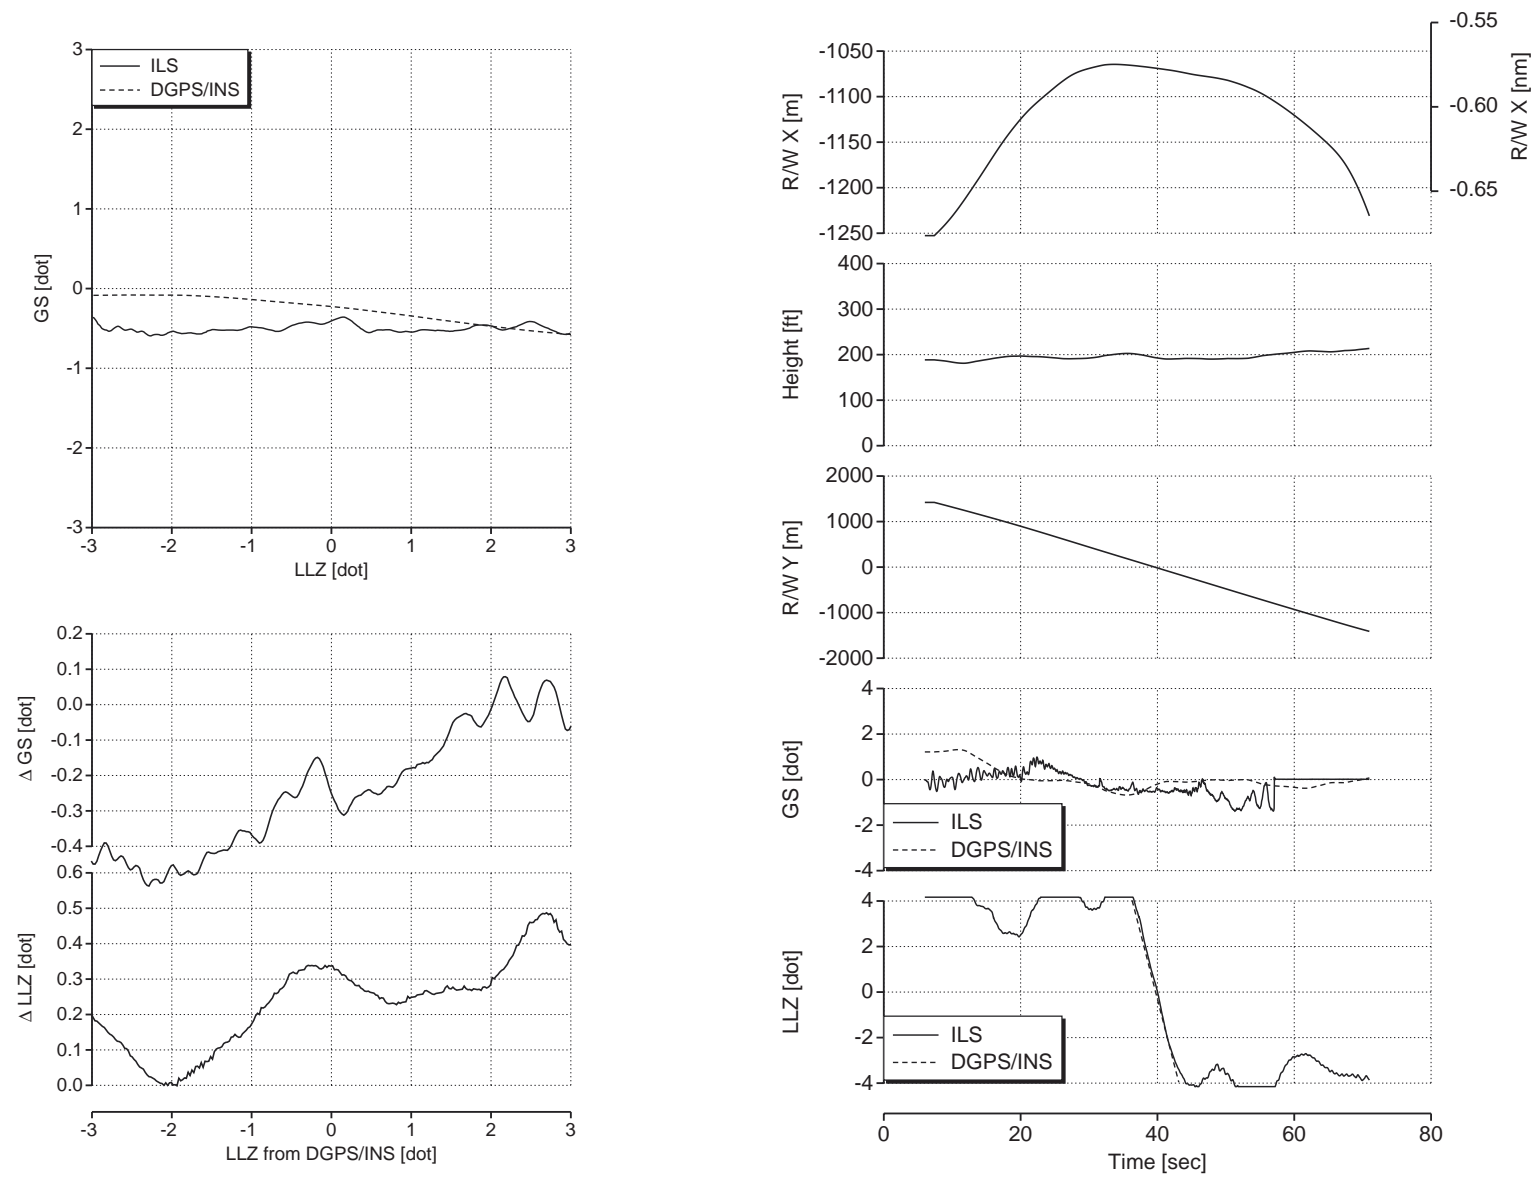 3
2
1
0
-1
-2
-3
GS [dot]
ILS
DGPS/INS
-3 -2 -1 0 1 2 3
LLZ [dot]
0.2
0.1
0.0
-0.1
-0.2
-0.3
-0.4
Δ GS [dot]
0.6
0.5
0.4
0.3
0.2
0.1
0.0
Δ LLZ [dot]
-3 -2 -1 0 1 2 3
LLZ from DGPS/INS [dot]
-1050
-1100
-1150
-1200
-1250
R/W X [m]
-0.55
-0.60
-0.65
R/W X [nm]
400
300
200
100
0
Height [ft]
2000
1000
0
-1000
-2000
R/W Y [m]
4
2
0
-2
-4
GS [dot]
ILS
DGPS/INS
4
2
0
-2
-4
LLZ [dot]
ILS
DGPS/INS
0 20 40 60 80
Time [sec]